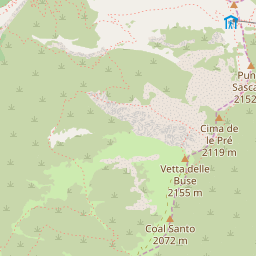 Pun
Sasca
2152
Cima de
le Pré
2119 m
Vetta delle
Buse
2155 m
Coal Santo
2072 m